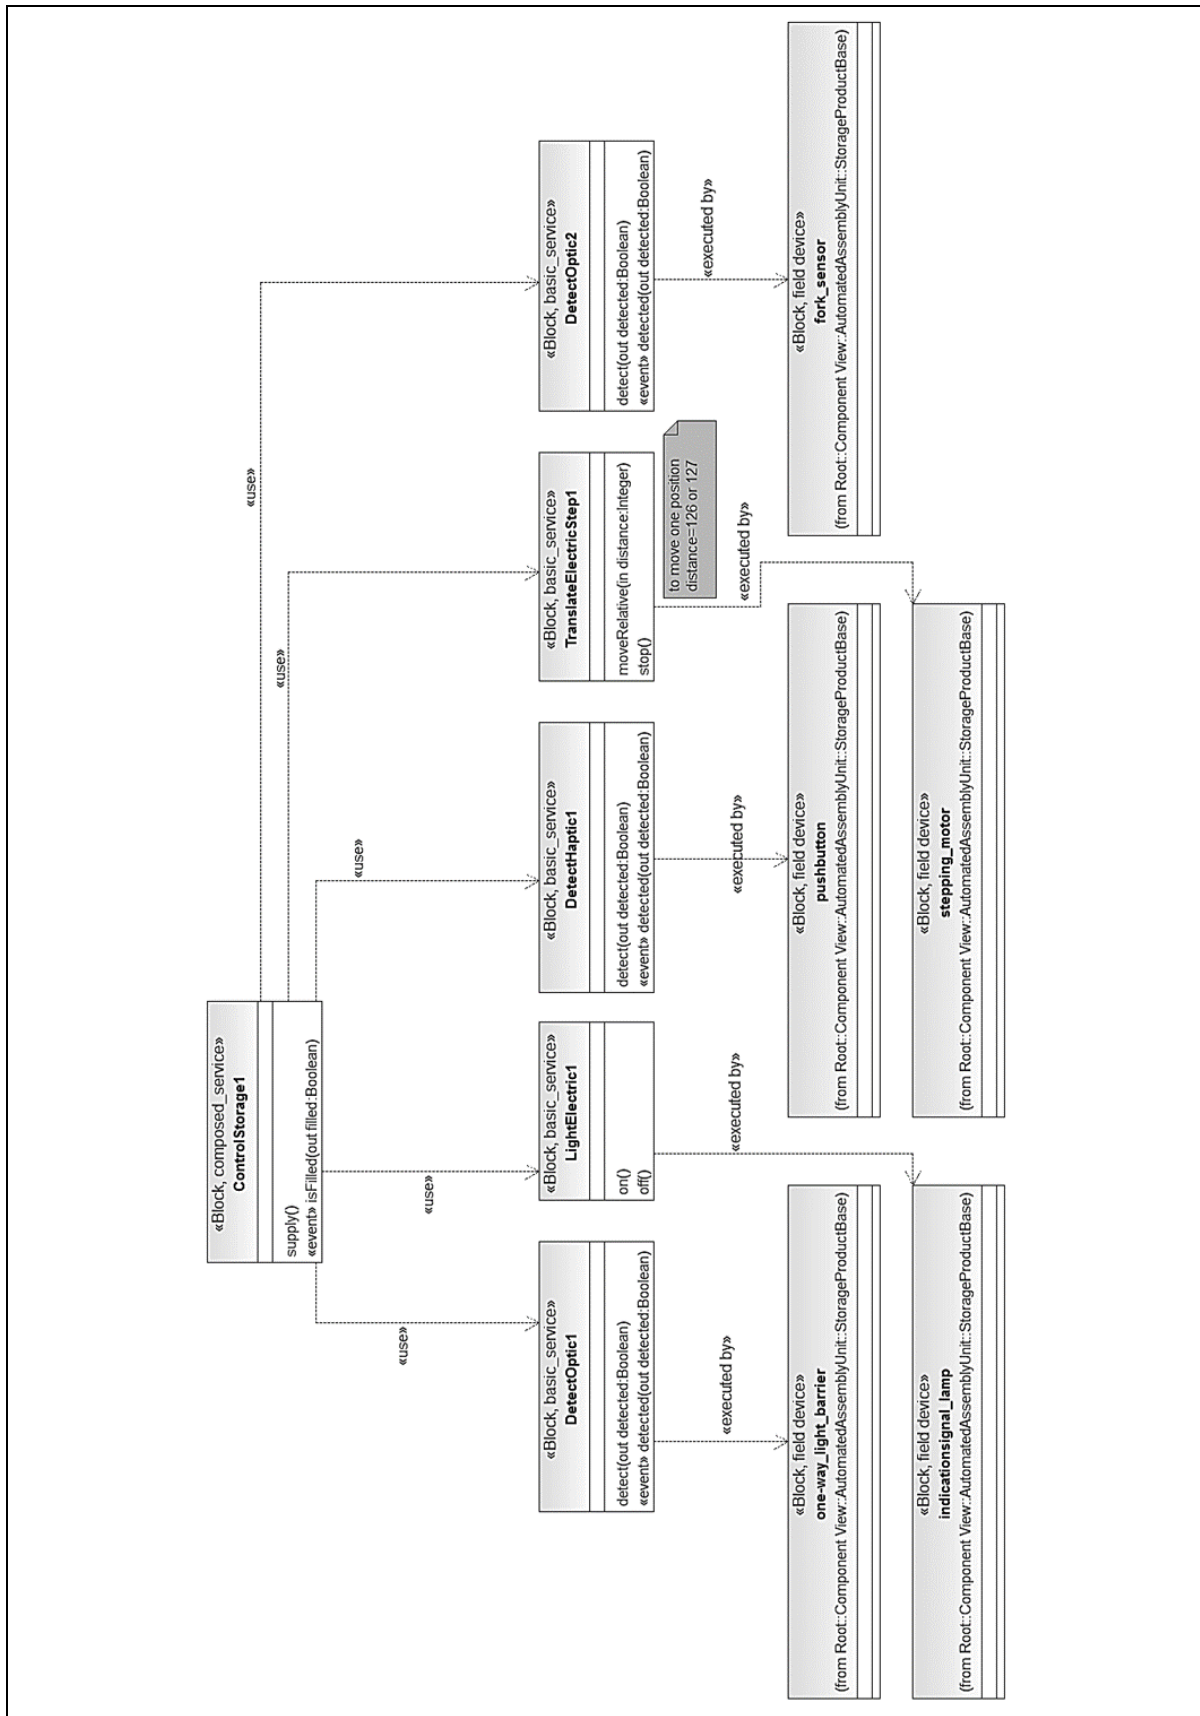 «Block, composed_service»
ControlStorage1
supply()
«event» isFilled(out filled:Boolean)
«use»
«use»
«use»
«use»
«use»
«Block, basic_service»
DetectOptic1
detect(out detected:Boolean)
«event» detected(out detected:Boolean)
«Block, basic_service»
LightElectric1
on()
off()
«Block, basic_service»
DetectHaptic1
detect(out detected:Boolean)
«event» detected(out detected:Boolean)
«Block, basic_service»
TranslateElectricStep1
moveRelative(in distance:Integer)
stop()
«Block, basic_service»
DetectOptic2
detect(out detected:Boolean)
«event» detected(out detected:Boolean)
to move one position
distance=126 or 127
«executed by»
«executed by»
«executed by»
«executed by»
«executed by»
«Block, field device»
one-way_light_barrier
(from Root::Component View::AutomatedAssemblyUnit::StorageProductBase)
«Block, field device»
pushbutton
(from Root::Component View::AutomatedAssemblyUnit::StorageProductBase)
«Block, field device»
fork_sensor
(from Root::Component View::AutomatedAssemblyUnit::StorageProductBase)
«Block, field device»
indicationsignal_lamp
(from Root::Component View::AutomatedAssemblyUnit::StorageProductBase)
«Block, field device»
stepping_motor
(from Root::Component View::AutomatedAssemblyUnit::StorageProductBase)